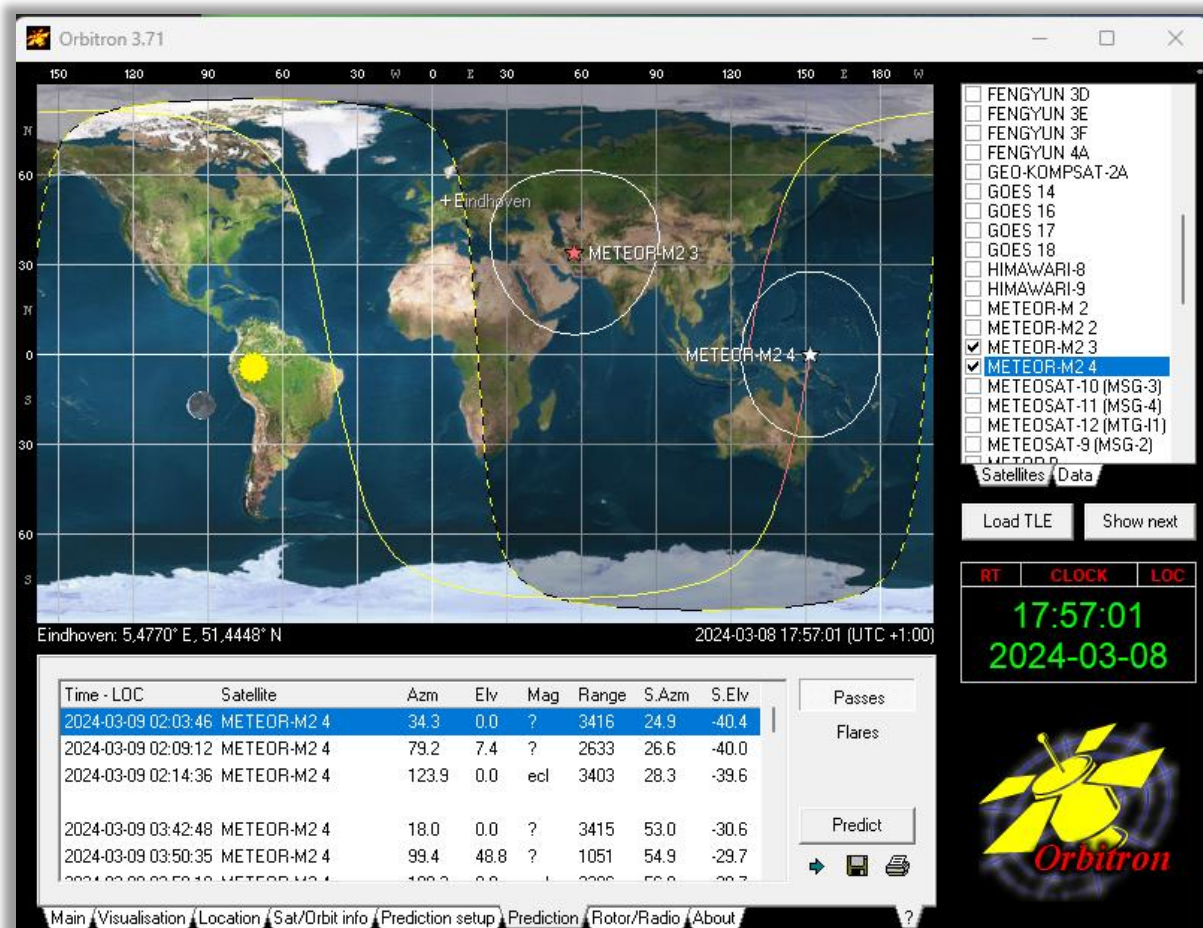 Orbitron 3.71
150 120 90 60 30 W 0 E 30 60 90 120 150 E 180 W
N
60
30
N
0
S
30
60
S
+Eindhoven
METEOR-M2 3
METEOR-M2 4
Eindhoven: 5,4770° E, 51,4448° N
2024-03-08 17:57:01 (UTC +1:00)
FENGYUN 3D
FENGYUN 3E
FENGYUN 3F
FENGYUN 4A
GEO-KOMPSAT-2A
GOES 14
GOES 16
GOES 17
GOES 18
HIMAWARI-8
HIMAWARI-9
METEOR-M 2
METEOR-M2 2
METEOR-M2 3
METEOR-M2 4
METEOSAT-10 (MSG-3)
METEOSAT-11 (MSG-4)
METEOSAT-12 (MTG-I1)
METEOSAT-9 (MSG-2)
Satellites Data
Load TLE Show next
RT CLOCK LOC
17:57:01
2024-03-08
Time - LOC Satellite Azm Elv Mag Range S.Azm S.Elv
2024-03-09 02:03:46 METEOR-M2 4 34.3 0.0 ? 3416 24.9 -40.4
2024-03-09 02:09:12 METEOR-M2 4 79.2 7.4 ? 2633 26.6 -40.0
2024-03-09 02:14:36 METEOR-M2 4 123.9 0.0 ecl 3403 28.3 -39.6
2024-03-09 03:42:48 METEOR-M2 4 18.0 0.0 ? 3415 53.0 -30.6
2024-03-09 03:50:35 METEOR-M2 4 99.4 48.8 ? 1051 54.9 -29.7
Passes
Flares
Predict
Orbitron
Main Visualisation Location Sat/Orbit info Prediction setup Prediction Rotor/Radio About ?